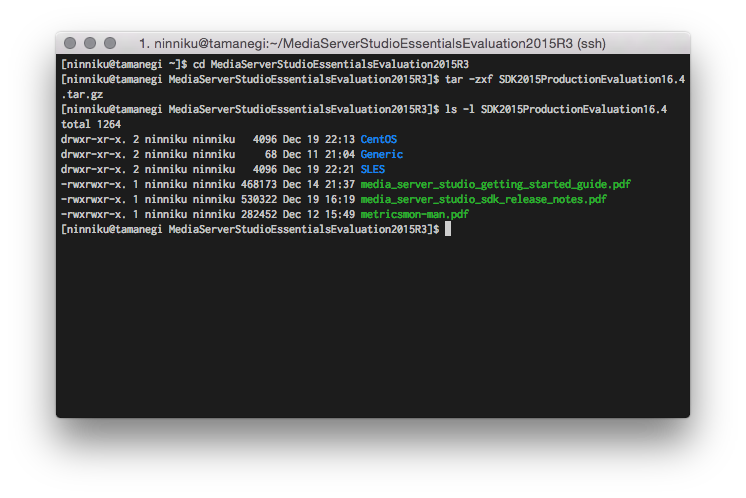 1. ninniku@tamanegi:~/MediaServerStudioEssentialsEvaluation2015R3 (ssh)
[ninniku@tamanegi ~]$ cd MediaServerStudioEssentialsEvaluation2015R3
[ninniku@tamanegi MediaServerStudioEssentialsEvaluation2015R3]$ tar -zxf SDK2015ProductionEvaluation16.4
.tar.gz
[ninniku@tamanegi MediaServerStudioEssentialsEvaluation2015R3]$ ls -l SDK2015ProductionEvaluation16.4
total 1264
drwxr-xr-x. 2 ninniku ninniku   4096 Dec 19 22:13 CentOS
drwxr-xr-x. 2 ninniku ninniku     68 Dec 11 21:04 Generic
drwxr-xr-x. 2 ninniku ninniku   4096 Dec 19 22:21 SLES
-rwxrwxr-x. 1 ninniku ninniku 468173 Dec 14 21:37 media_server_studio_getting_started_guide.pdf
-rwxrwxr-x. 1 ninniku ninniku 530322 Dec 19 16:19 media_server_studio_sdk_release_notes.pdf
-rwxrwxr-x. 1 ninniku ninniku 282452 Dec 12 15:49 metricsmon-man.pdf
[ninniku@tamanegi MediaServerStudioEssentialsEvaluation2015R3]$